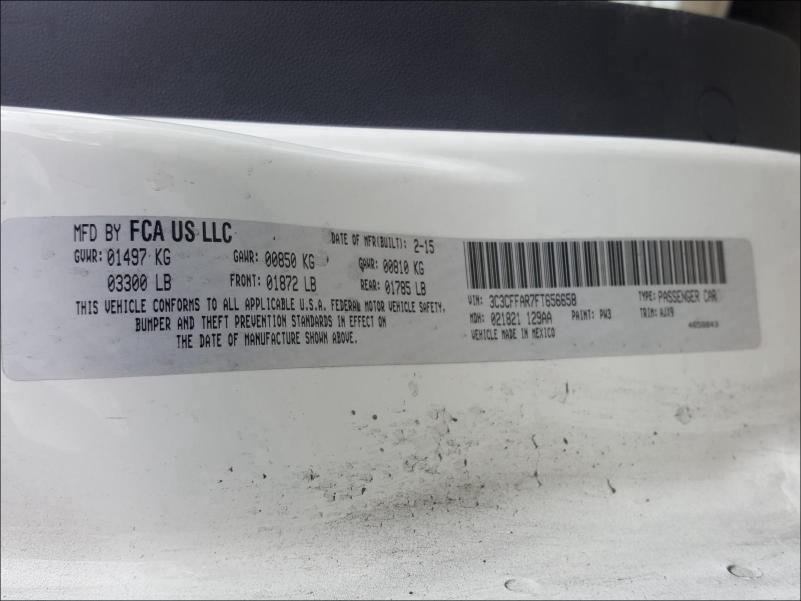 MFD BY FCA US LLC DATE OF MFR(BUILT): 2-15
GVWR: 01497 KG GAWR: 00850 KG GAWR: 00810 KG
03300 LB FRONT: 01872 LB REAR: 01785 LB
THIS VEHICLE CONFORMS TO ALL APPLICABLE U.S.A. FEDERAL MOTOR VEHICLE SAFETY,
BUMPER AND THEFT PREVENTION STANDARDS IN EFFECT ON
THE DATE OF MANUFACTURE SHOWN ABOVE.
VIN: 3C3CFFAR7FT656658 TYPE: PASSENGER CAR
MDH: 021821 129AA PAINT: PW3 TRIM: AJX9
VEHICLE MADE IN MEXICO